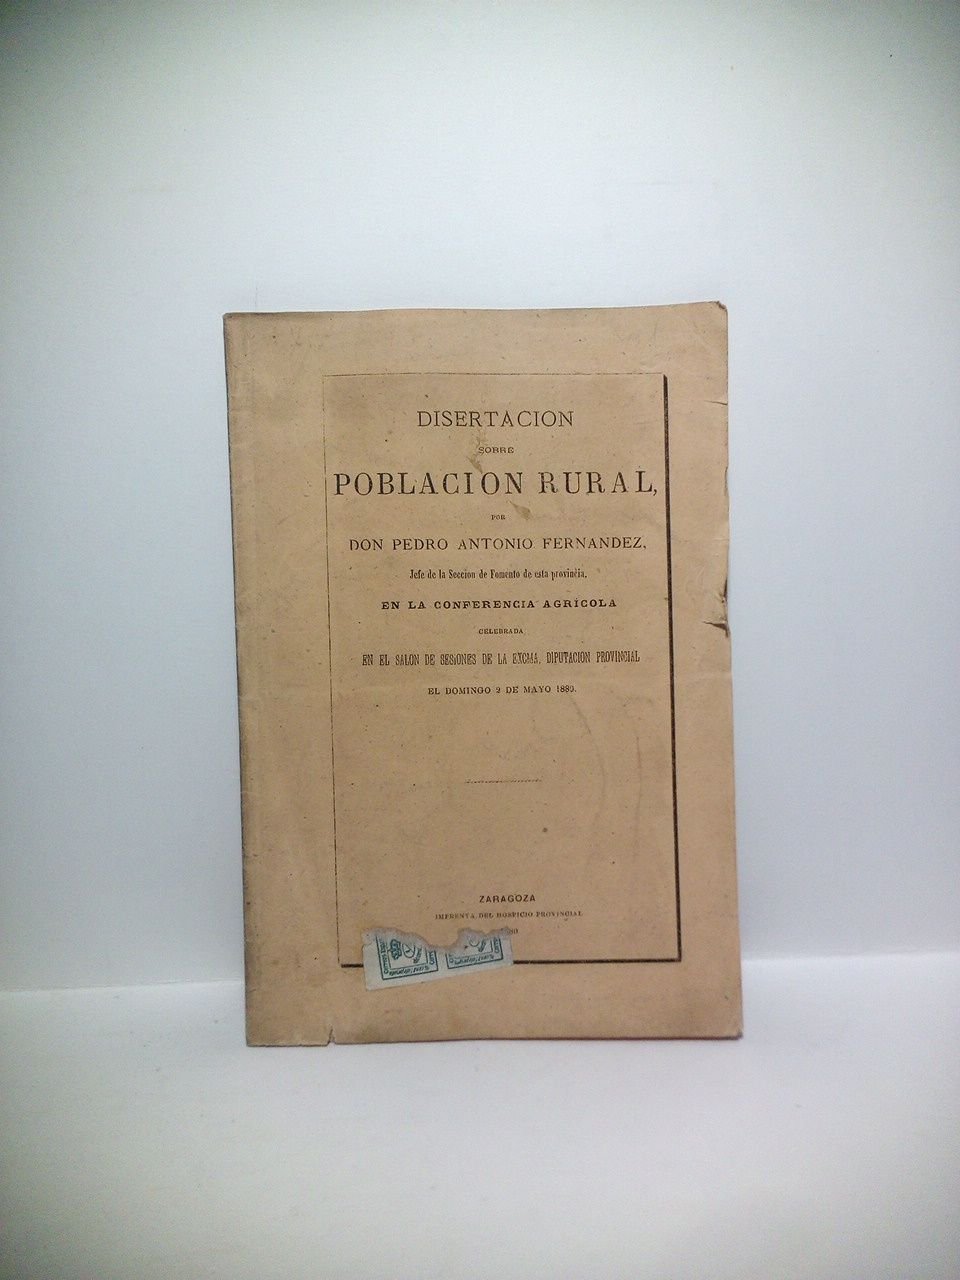 DISERTACION
SOBRE
POBLACION RURAL,
POR
DON PEDRO ANTONIO FERNANDEZ,
Jefe de la Seccion de Fomento de esta provincia.
EN LA CONFERENCIA AGRÍCOLA
CELEBRADA
EN EL SALON DE SESIONES DE LA EXCMA. DIPUTACION PROVINCIAL
EL DOMINGO 2 DE MAYO 1880.
ZARAGOZA
IMPRENTA DEL HOSPICIO PROVINCIAL